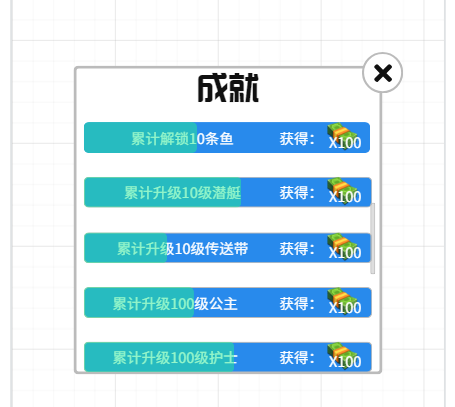 成就
累计解锁10条鱼 获得： X100
累计升级10级潜艇 获得： X100
累计升级10级传送带 获得： X100
累计升级100级公主 获得： X100
累计升级100级护士 获得： X100